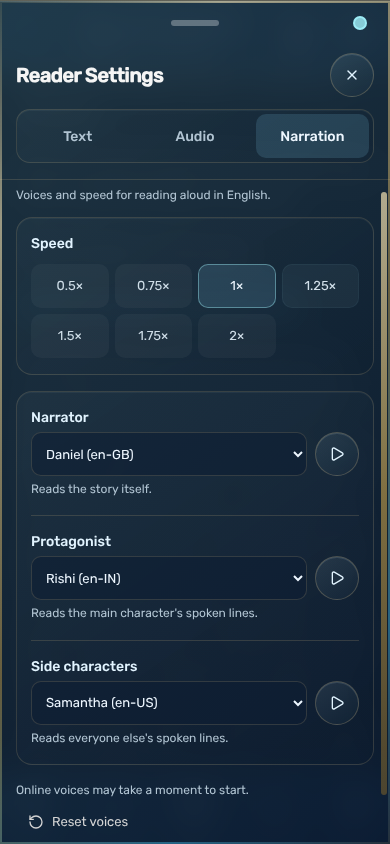 Reader Settings
Text
Audio
Narration
Voices and speed for reading aloud in English.
Speed
0.5×
0.75×
1×
1.25×
1.5×
1.75×
2×
Narrator
Daniel (en-GB)
Reads the story itself.
Protagonist
Rishi (en-IN)
Reads the main character's spoken lines.
Side characters
Samantha (en-US)
Reads everyone else's spoken lines.
Online voices may take a moment to start.
Reset voices